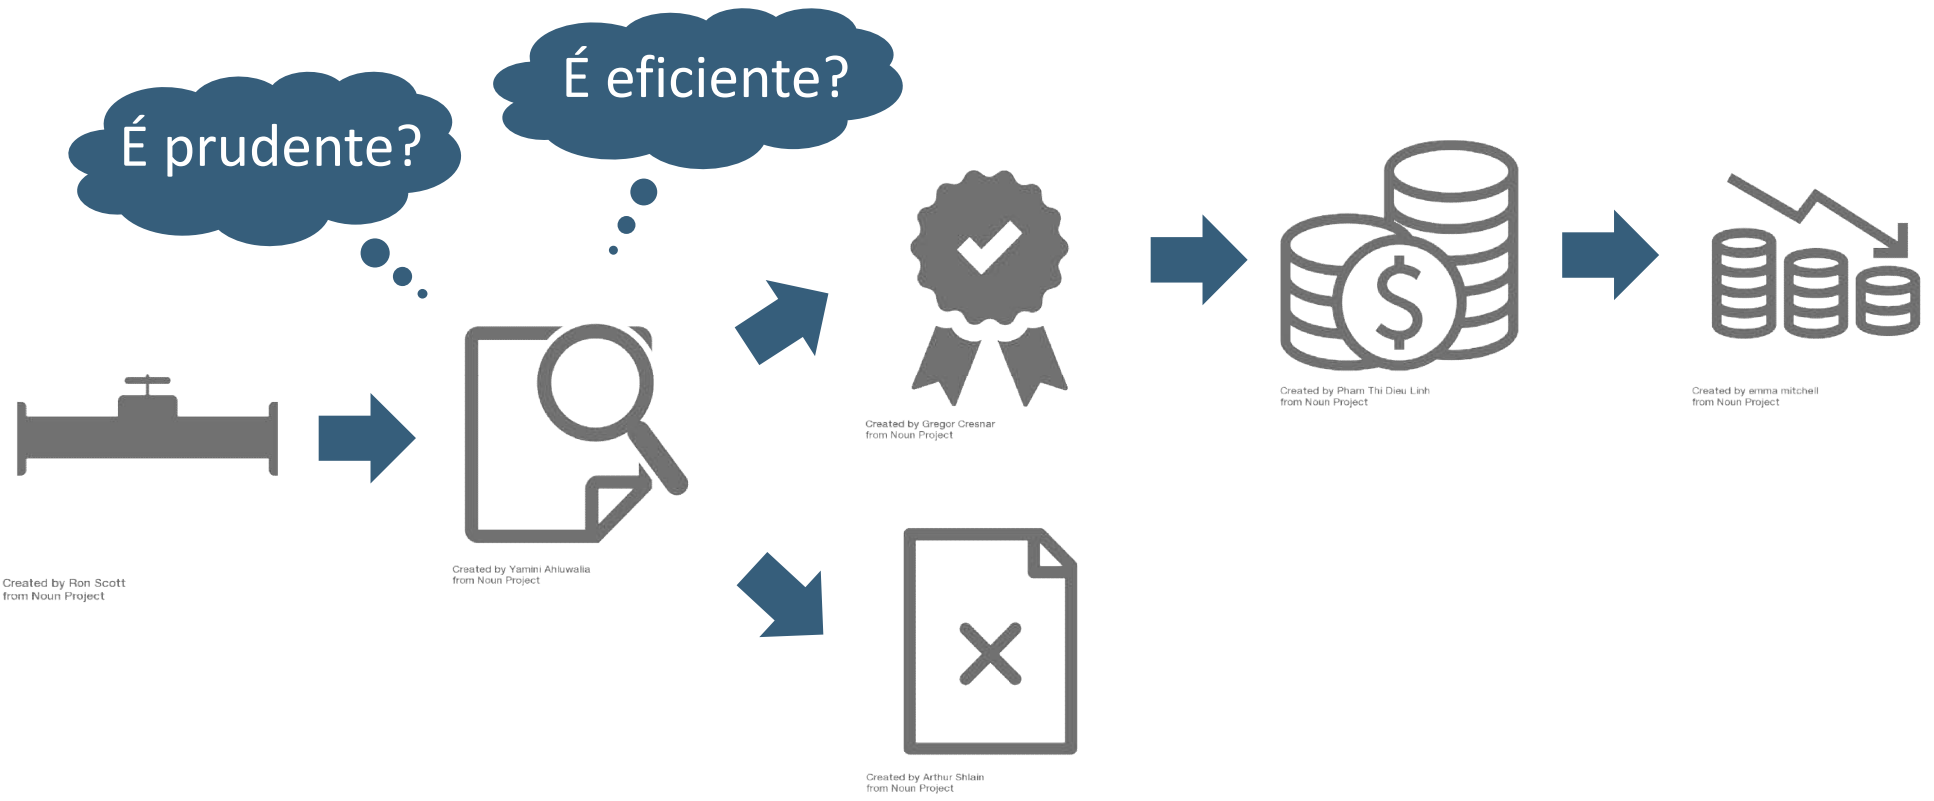 É prudente?
É eficiente?
Created by Ron Scott
from Noun Project
Created by Yamini Ahluwalia
from Noun Project
Created by Gregor Cresnar
from Noun Project
Created by Arthur Shlain
from Noun Project
$
Created by Pham Thi Dieu Linh
from Noun Project
Created by emma mitchell
from Noun Project